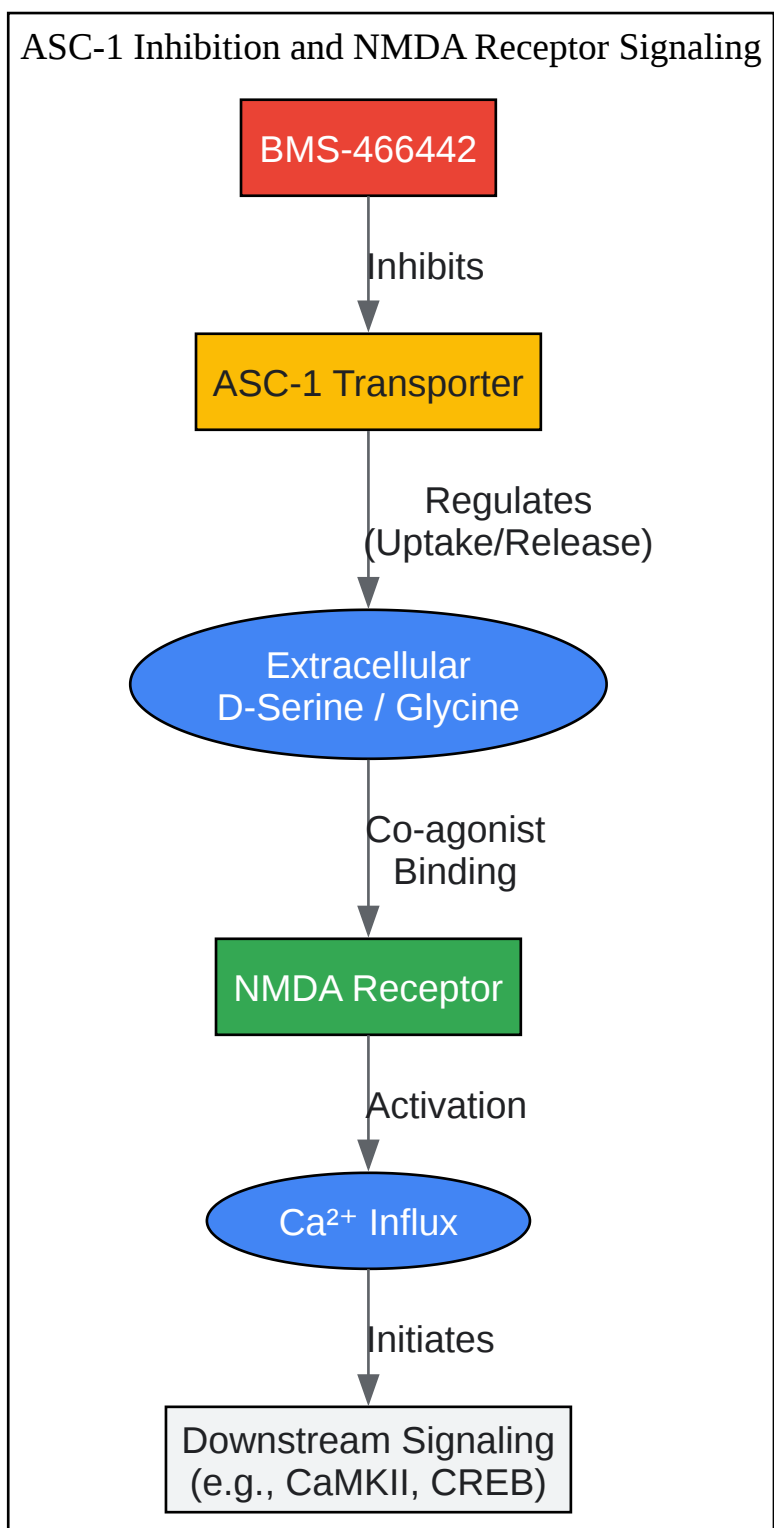 ASC-1 Inhibition and NMDA Receptor Signaling
BMS-466442
Inhibits
ASC-1 Transporter
Regulates
(Uptake/Release)
Extracellular
D-Serine / Glycine
Co-agonist
Binding
NMDA Receptor
Activation
Ca²⁺ Influx
Initiates
Downstream Signaling
(e.g., CaMKII, CREB)